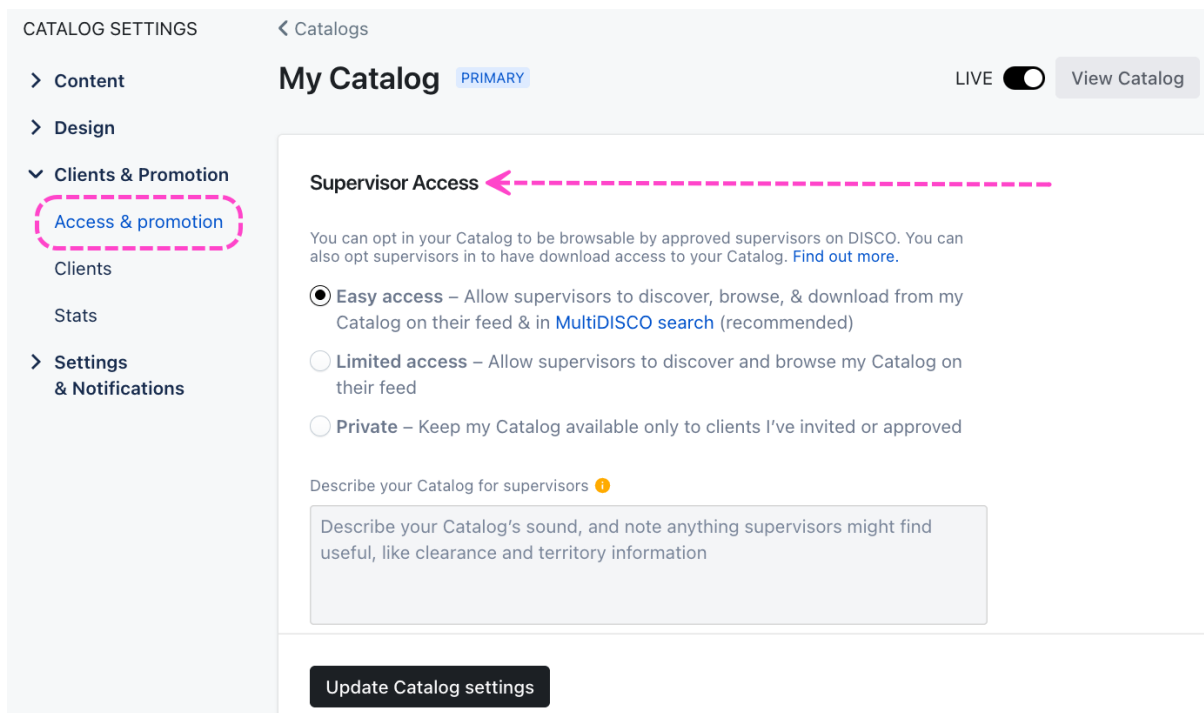 CATALOG SETTINGS
Content
Design
Clients & Promotion
Access & promotion
Clients
Stats
Settings
& Notifications
Catalogs
My Catalog PRIMARY
LIVE View Catalog
Supervisor Access
You can opt in your Catalog to be browsable by approved supervisors on DISCO. You can
also opt supervisors in to have download access to your Catalog. Find out more.
Easy access – Allow supervisors to discover, browse, & download from my
Catalog on their feed & in MultiDISCO search (recommended)
Limited access – Allow supervisors to discover and browse my Catalog on
their feed
Private – Keep my Catalog available only to clients I’ve invited or approved
Describe your Catalog for supervisors
Describe your Catalog’s sound, and note anything supervisors might find
useful, like clearance and territory information
Update Catalog settings